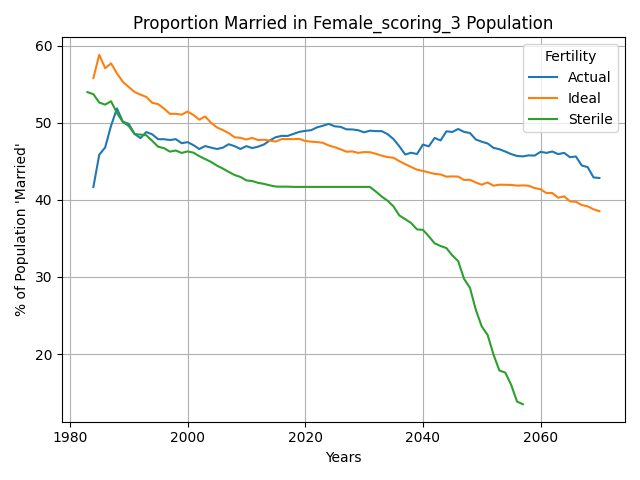 Proportion Married in Female_scoring_3 Population
Fertility
Actual
Ideal
Sterile
% of Population 'Married'
60
50
40
30
20
1980
2000
2020
2040
2060
Years